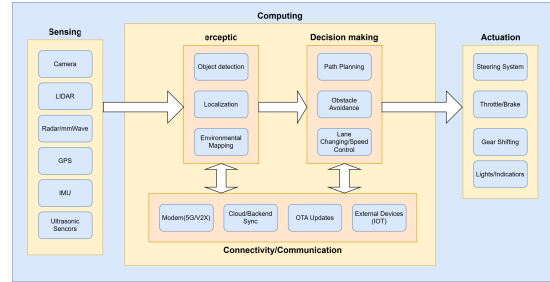 Computing
Sensing
Camera
LIDAR
Radar/mmWave
GPS
IMU
Ultrasonic
Sencors
erceptic
Object detection
Localization
Environmental
Mapping
Decision making
Path Planning
Obstacle
Avoidance
Lane
Changing/Speed
Control
Actuation
Steering System
Throttle/Brake
Gear Shifting
Lights/Indicatiors
Modem(5G/V2X)
Cloud/Backend
Sync
OTA Updates
External Devices
(IOT)
Connectivity/Communication